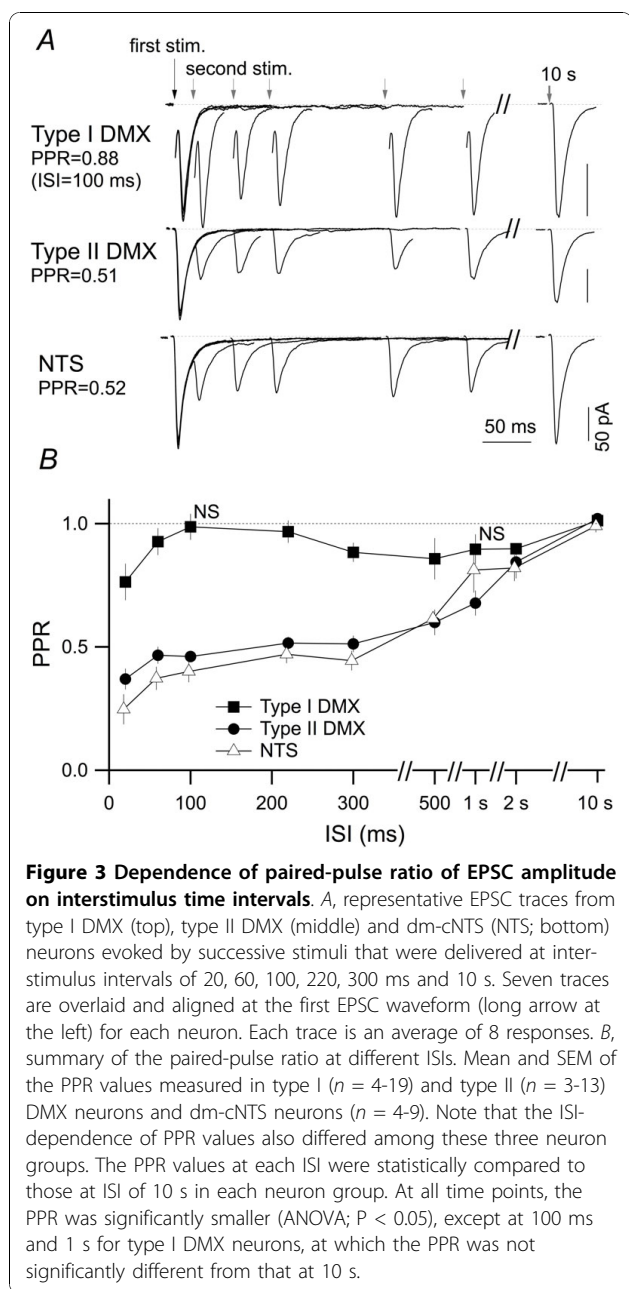 A
first stim.
second stim.
10 s
Type I DMX
PPR=0.88
(ISI=100 ms)
Type II DMX
PPR=0.51
NTS
PPR=0.52
50 ms
50 pA
B
NS
NS
1.0
0.5
0.0
PPR
Type I DMX
Type II DMX
NTS
0 100 200 300 500 1 s 2 s 10 s
ISI (ms)
Figure 3 Dependence of paired-pulse ratio of EPSC amplitude
on interstimulus time intervals. A, representative EPSC traces from
type I DMX (top), type II DMX (middle) and dm-cNTS (NTS; bottom)
neurons evoked by successive stimuli that were delivered at inter-
stimulus intervals of 20, 60, 100, 220, 300 ms and 10 s. Seven traces
are overlaid and aligned at the first EPSC waveform (long arrow at
the left) for each neuron. Each trace is an average of 8 responses. B,
summary of the paired-pulse ratio at different ISIs. Mean and SEM of
the PPR values measured in type I (n = 4-19) and type II (n = 3-13)
DMX neurons and dm-cNTS neurons (n = 4-9). Note that the ISI-
dependence of PPR values also differed among these three neuron
groups. The PPR values at each ISI were statistically compared to
those at ISI of 10 s in each neuron group. At all time points, the
PPR was significantly smaller (ANOVA; P < 0.05), except at 100 ms
and 1 s for type I DMX neurons, at which the PPR was not
significantly different from that at 10 s.